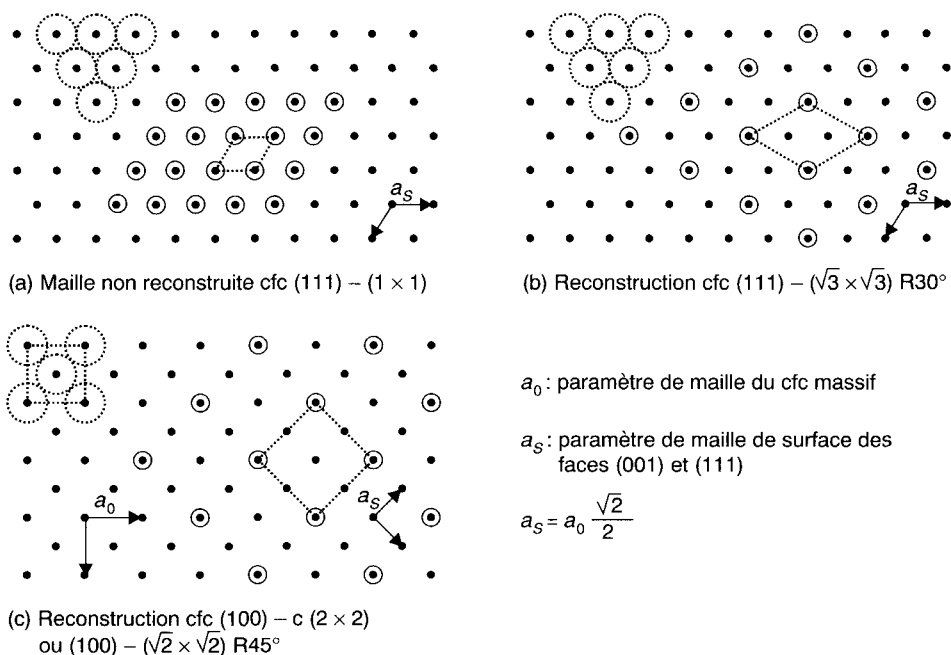 a_S
(a) Maille non reconstruite cfc (111) – (1 × 1)
a_S
(b) Reconstruction cfc (111) – (√3 × √3) R30°
a_0
a_S
(c) Reconstruction cfc (100) – c (2 × 2)
ou (100) – (√2 × √2) R45°
a_0 : paramètre de maille du cfc massif
a_S : paramètre de maille de surface des
faces (001) et (111)
a_S = a_0 √2/2